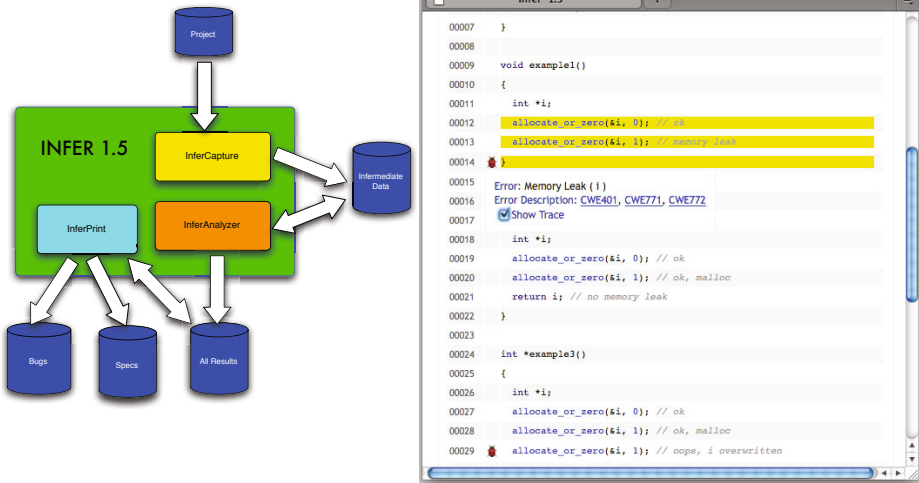 Project
INFER 1.5
InferCapture
Intermediate
Data
InferPrint
InferAnalyzer
Bugs
Specs
All Results
Infer 1.5
+
00007 }
00008
00009 void example1()
00010 {
00011 int *i;
00012 allocate_or_zero(&i, 0); // ok
00013 allocate_or_zero(&i, 1); // memory leak
00014 }
00015
Error: Memory Leak ( i )
00016
Error Description: CWE401, CWE771, CWE772
00017
Show Trace
00018 int *i;
00019 allocate_or_zero(&i, 0); // ok
00020 allocate_or_zero(&i, 1); // ok, malloc
00021 return i; // no memory leak
00022 }
00023
00024 int *example3()
00025 {
00026 int *i;
00027 allocate_or_zero(&i, 0); // ok
00028 allocate_or_zero(&i, 1); // ok, malloc
00029 allocate_or_zero(&i, 1); // oops, i overwritten